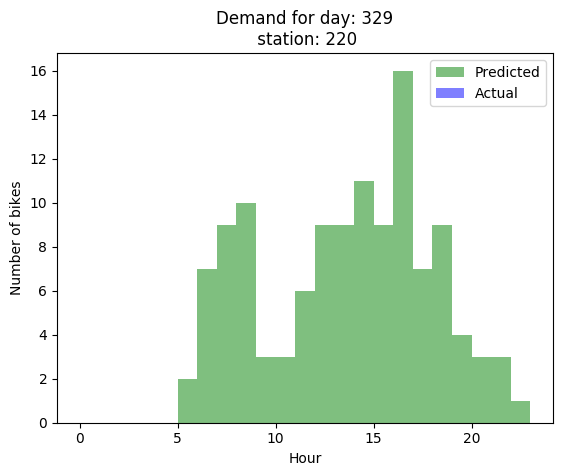 Demand for day: 329
station: 220
Predicted
Actual
16
14
12
10
8
6
4
2
0
Number of bikes
0 5 10 15 20
Hour